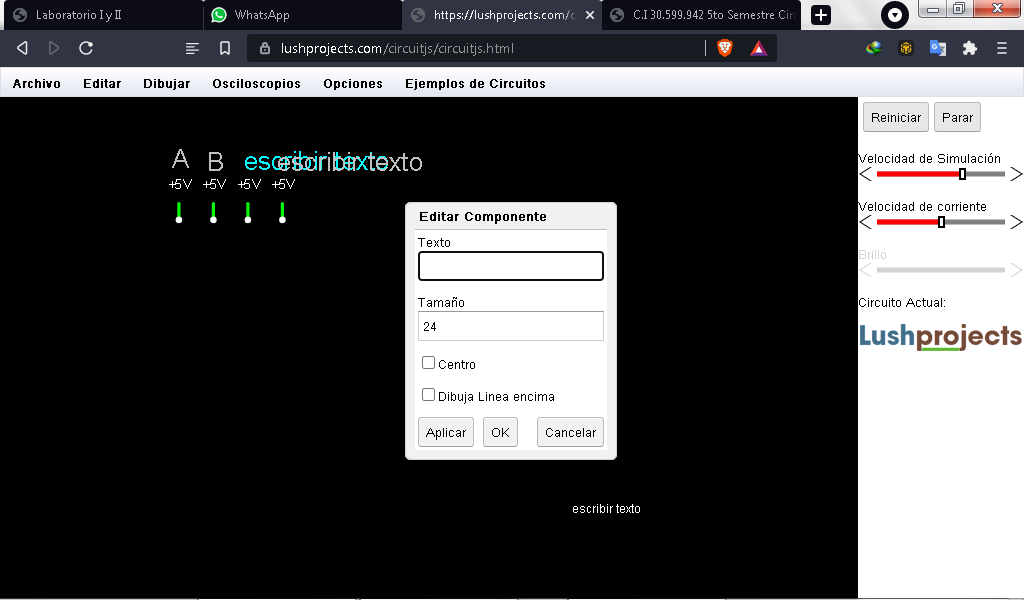 Laboratorio I y II
WhatsApp
https://lushprojects.com/c
C.I 30.599.942 5to Semestre Cir
lushprojects.com/circuitjs/circuitjs.html
Archivo Editar Dibujar Osciloscopios Opciones Ejemplos de Circuitos
Reiniciar Parar
A B escribir texto escribir texto
+5V +5V +5V +5V
Velocidad de Simulación
Velocidad de corriente
Brillo
Circuito Actual:
Lushprojects
Editar Componente
Texto
Tamaño
24
Centro
Dibuja Linea encima
Aplicar OK Cancelar
escribir texto